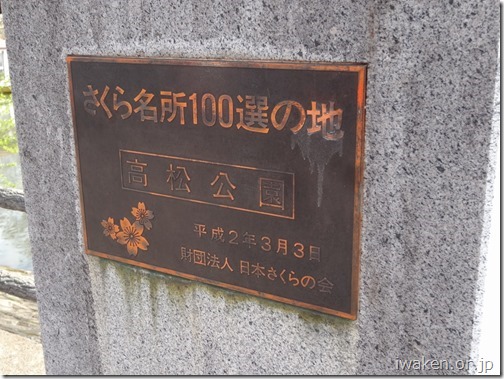 さくら名所100選の地
高松公園
平成2年3月3日
財団法人 日本さくらの会
iwaken.or.jp